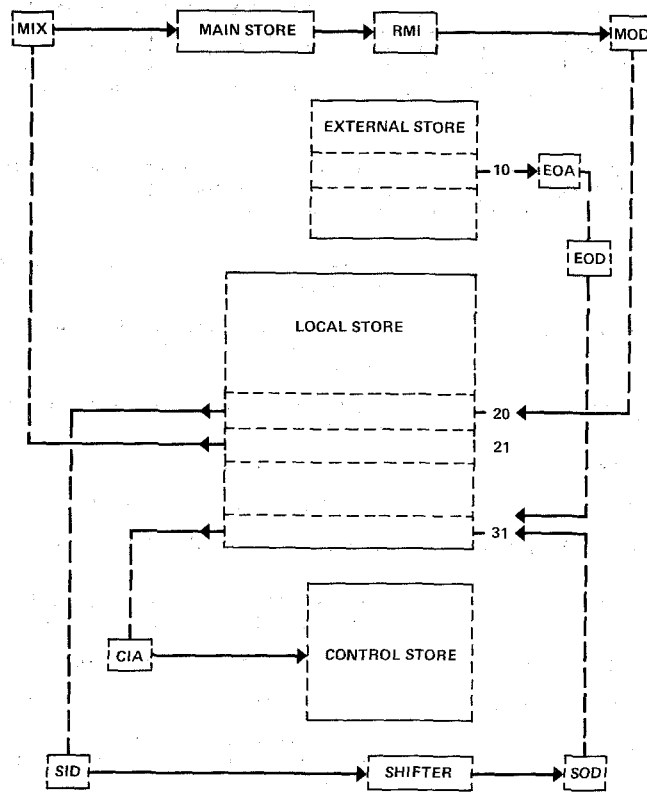 MIX MAIN STORE RMI MOD
EXTERNAL STORE
10 EOA
EOD
LOCAL STORE
20
21
31
CIA CONTROL STORE
SID SHIFTER SOD